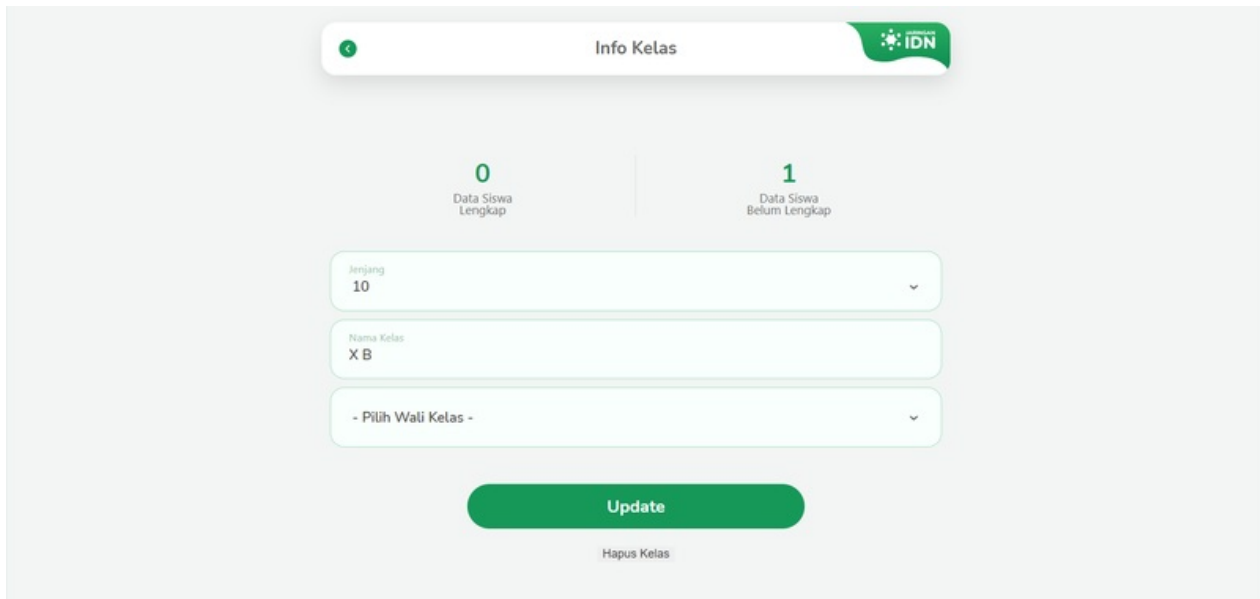 Info Kelas
JARINGAN
IDN
0
1
Data Siswa
Lengkap
Data Siswa
Belum Lengkap
Jenjang
10
Nama Kelas
X B
- Pilih Wali Kelas -
Update
Hapus Kelas